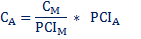 C_A = C_M / PCI_M * PCI_A